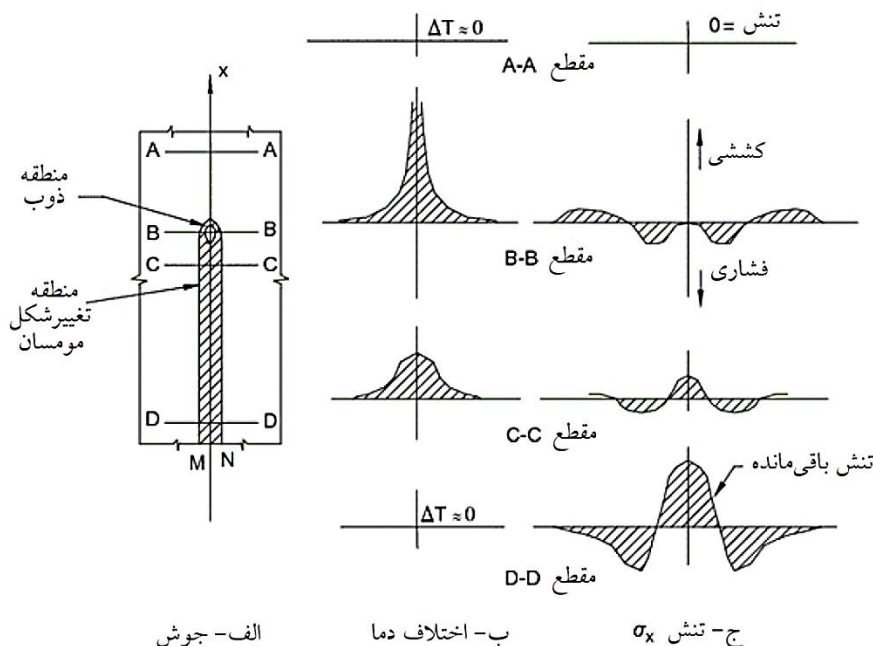 ΔT ≈ 0
تنش = 0
مقطع A-A
x
A
A
منطقه
ذوب
B
B
C
C
منطقه
تغییرشکل
مومسان
D
D
M
N
کششی
مقطع B-B
فشاری
مقطع C-C
تنش باقی‌مانده
ΔT ≈ 0
مقطع D-D
الف- جوش
ب- اختلاف دما
ج- تنش σx